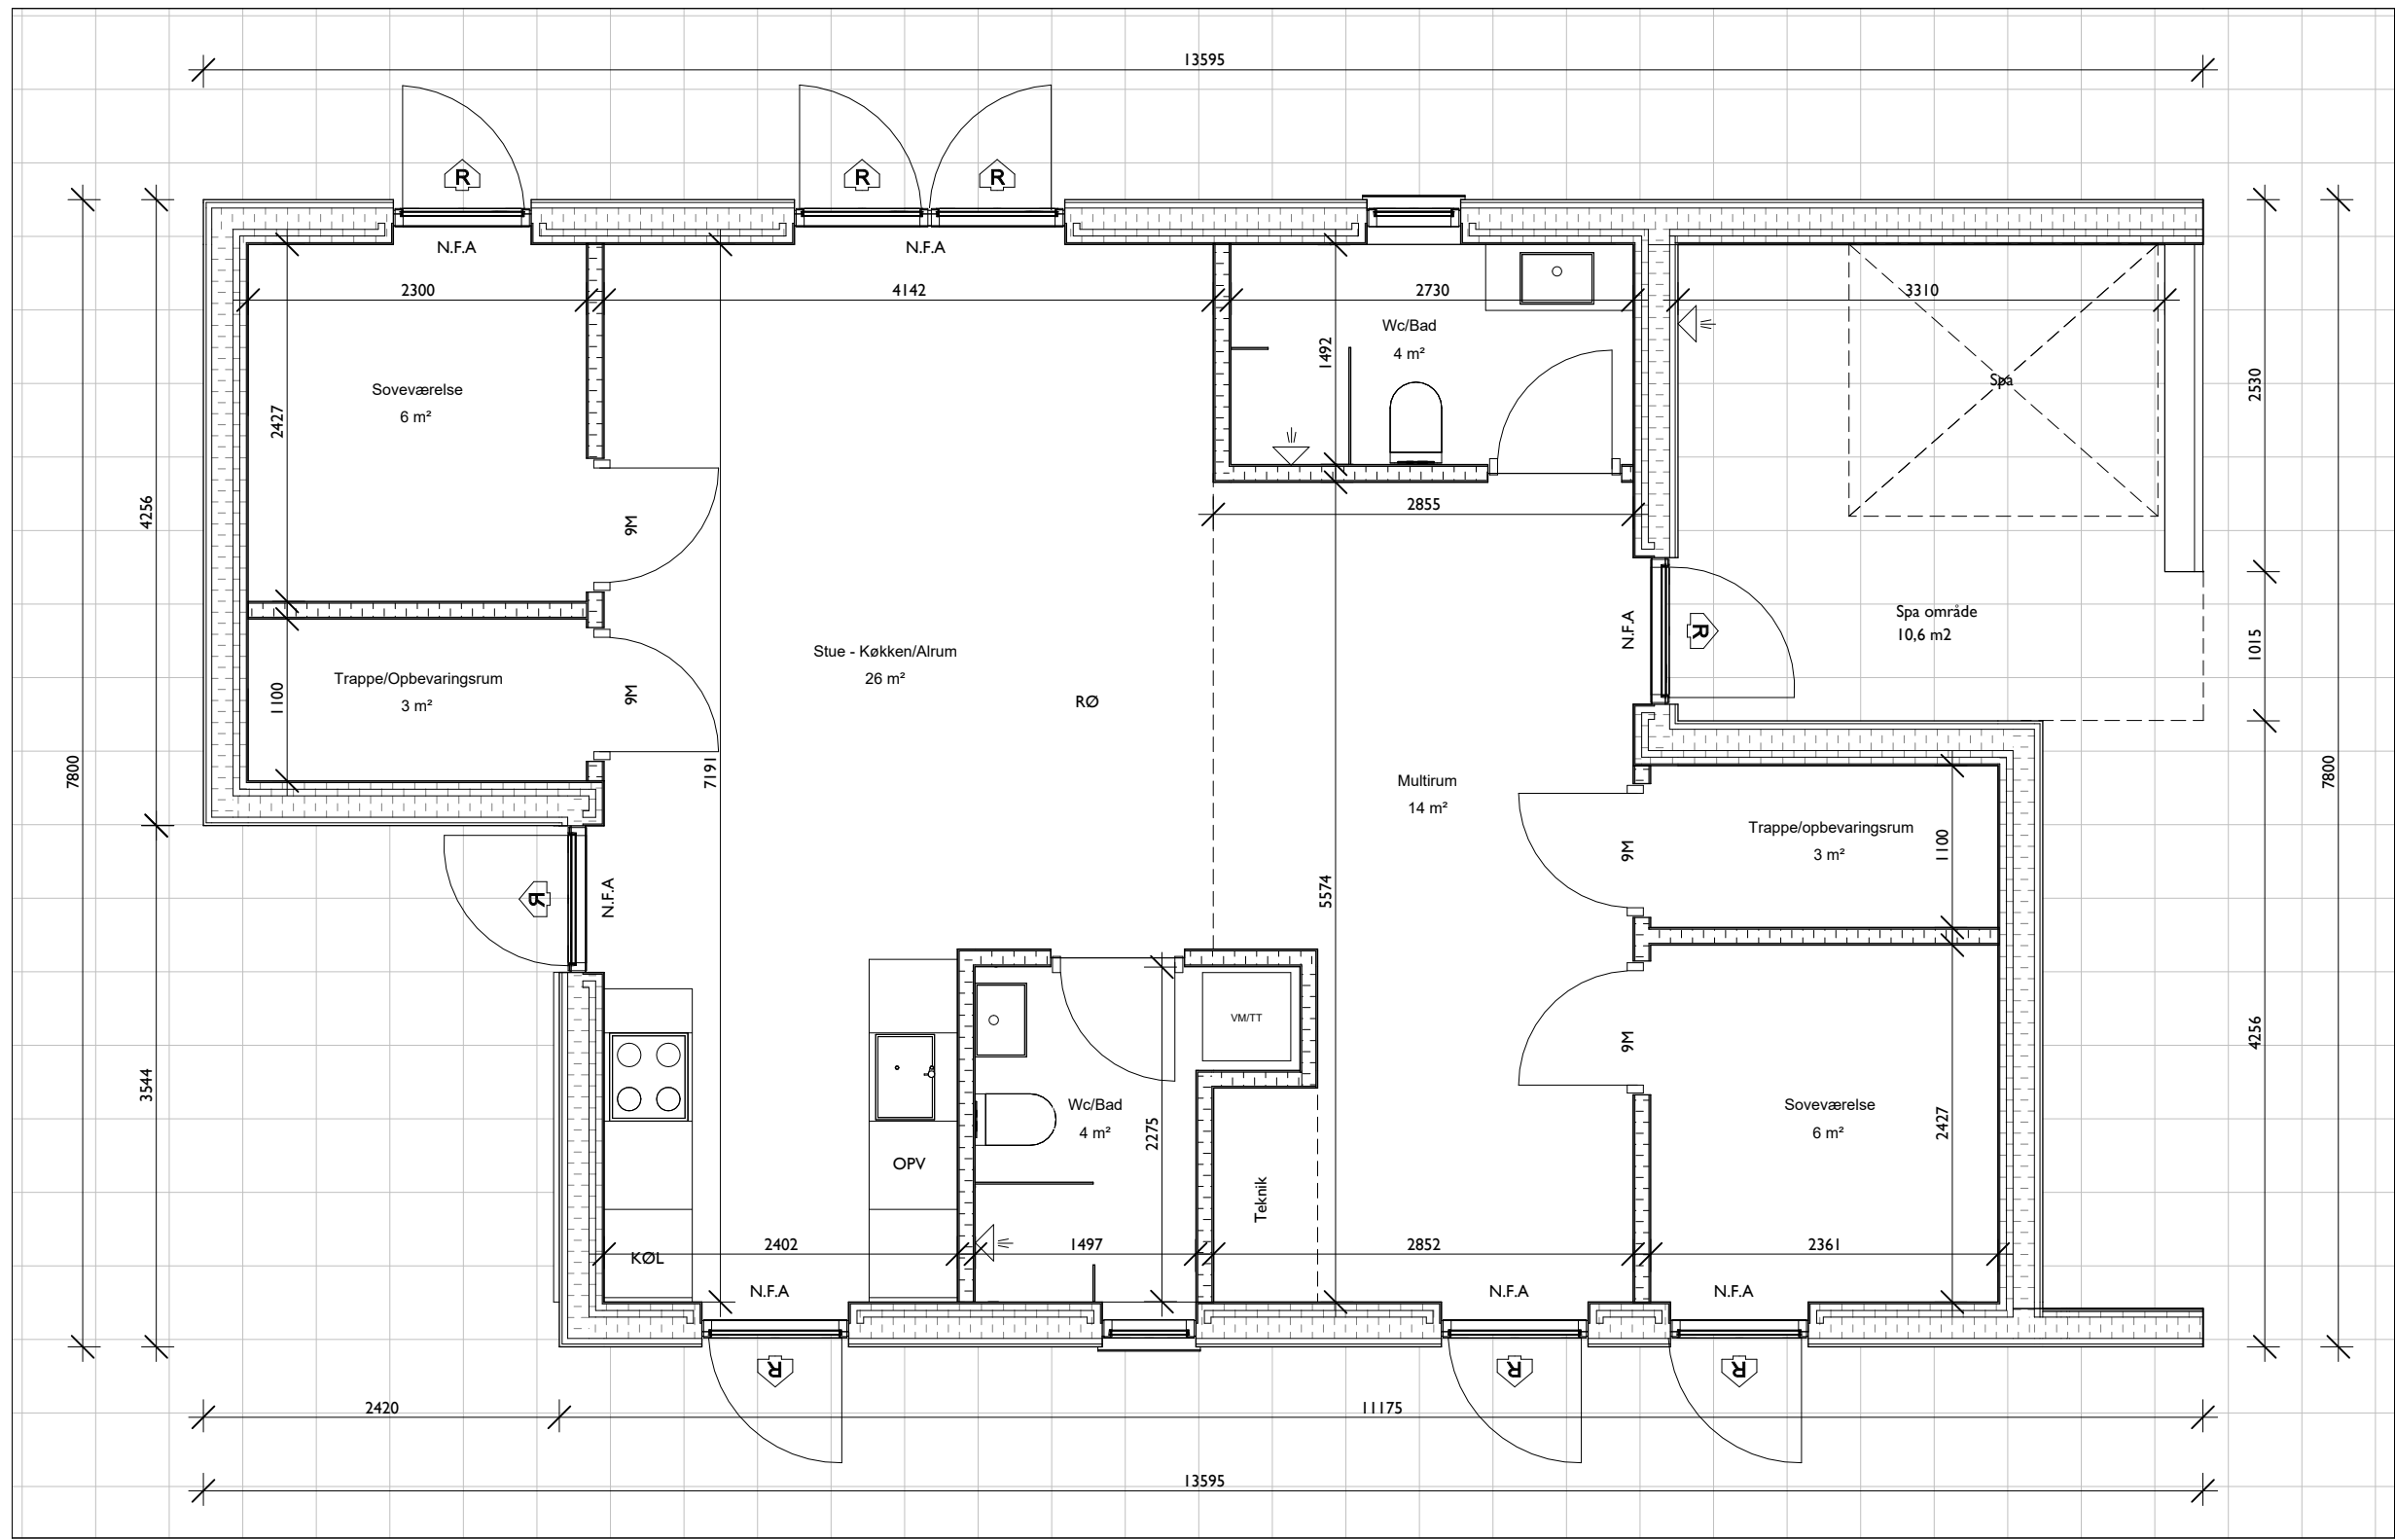 13595
R
R
R
N.F.A
N.F.A
2300
4142
2730
3310
Wc/Bad
4 m²
1492
Soveværelse
6 m²
2427
Spa
2530
2855
9M
4256
Stue - Køkken/Alrum
26 m²
RØ
N.F.A
R
Spa område
10,6 m2
1015
Trappe/Opbevaringsrum
3 m²
1100
9M
7800
7191
Multirum
14 m²
7800
Trappe/opbevaringsrum
3 m²
1100
9M
R
N.F.A
5574
VM/TT
9M
4256
3544
Wc/Bad
4 m²
2275
Soveværelse
6 m²
2427
OPV
Teknik
KØL
2402
1497
2852
2361
N.F.A
N.F.A
N.F.A
R
R
R
2420
11175
13595